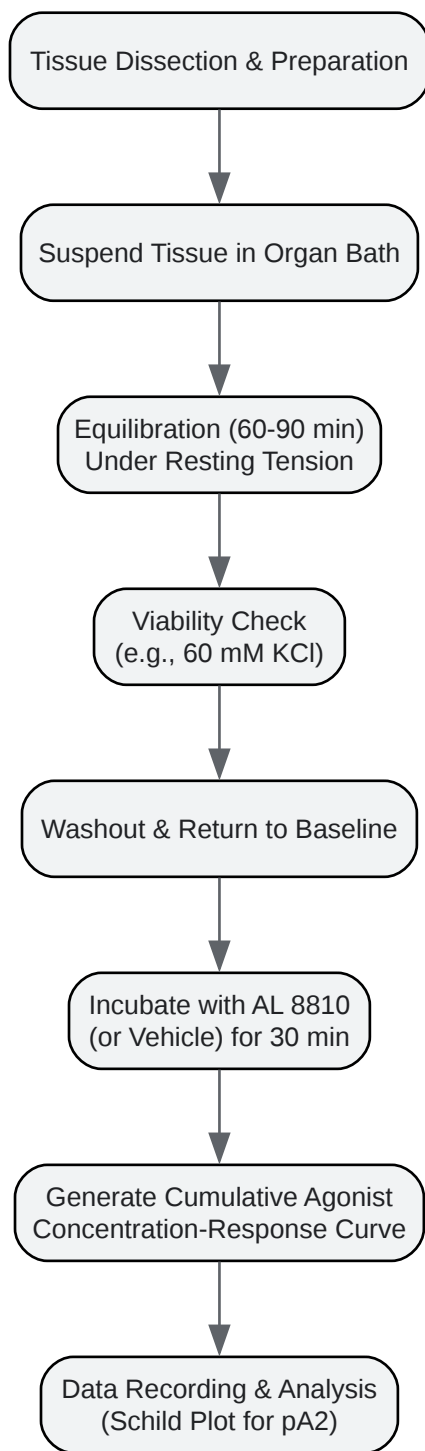 Tissue Dissection & Preparation
Suspend Tissue in Organ Bath
Equilibration (60-90 min)
Under Resting Tension
Viability Check
(e.g., 60 mM KCl)
Washout & Return to Baseline
Incubate with AL 8810
(or Vehicle) for 30 min
Generate Cumulative Agonist
Concentration-Response Curve
Data Recording & Analysis
(Schild Plot for pA2)